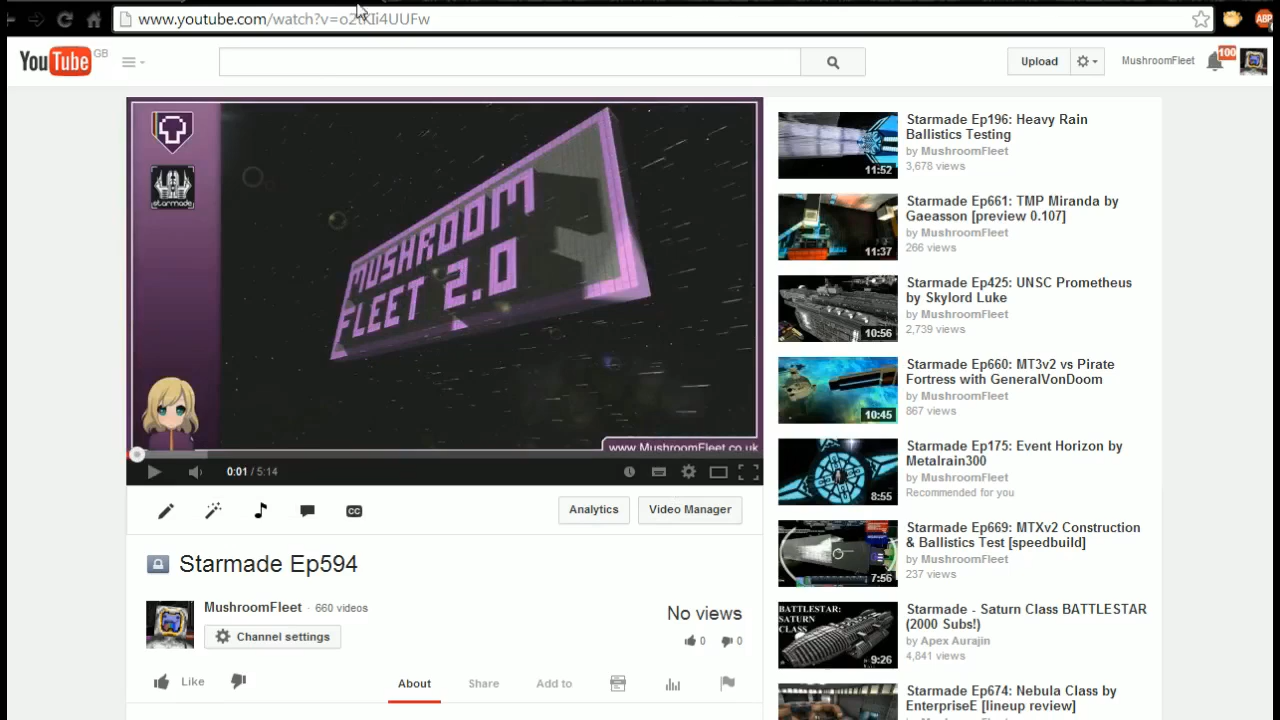 www.youtube.com/watch?v=o2tKIi4UUFw
ABP
YouTube GB
Upload
MushroomFleet
100
MUSHROOM
FLEET 2.0
starmade
www.MushroomFleet.co.uk
0:01 / 5:14
CC
Analytics
Video Manager
Starmade Ep594
MushroomFleet · 660 videos
Channel settings
No views
0
0
Like
About
Share
Add to
11:52
Starmade Ep196: Heavy Rain
Ballistics Testing
by MushroomFleet
3,678 views
11:37
Starmade Ep661: TMP Miranda by
Gaeasson [preview 0.107]
by MushroomFleet
266 views
10:56
Starmade Ep425: UNSC Prometheus
by Skylord Luke
by MushroomFleet
2,739 views
10:45
Starmade Ep660: MT3v2 vs Pirate
Fortress with GeneralVonDoom
by MushroomFleet
867 views
8:55
Starmade Ep175: Event Horizon by
Metalrain300
by MushroomFleet
Recommended for you
7:56
Starmade Ep669: MTXv2 Construction
& Ballistics Test [speedbuild]
by MushroomFleet
237 views
BATTLESTAR:
SATURN
CLASS
9:26
Starmade - Saturn Class BATTLESTAR
(2000 Subs!)
by Apex Aurajin
4,841 views
Starmade Ep674: Nebula Class by
EnterpriseE [lineup review]